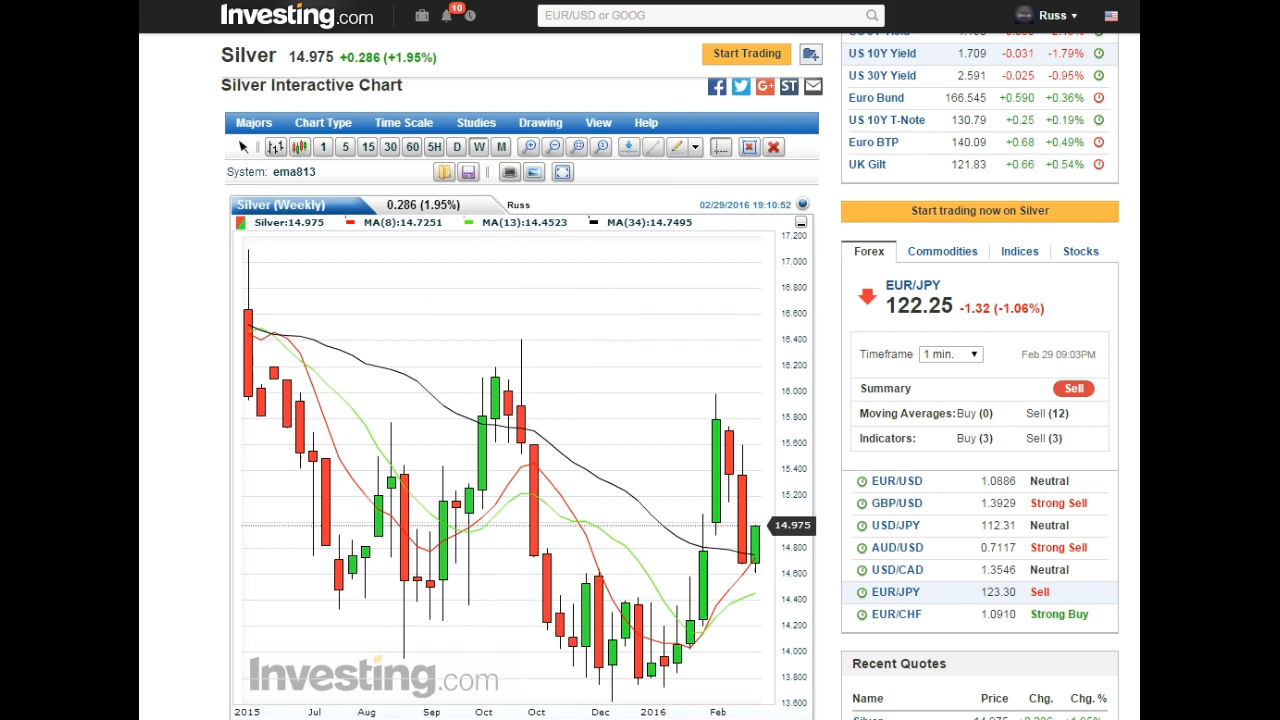 Investing.com
10
EUR/USD or GOOG
Russ
Silver 14.975 +0.286 (+1.95%)
Start Trading
Silver Interactive Chart
ST
Majors Chart Type Time Scale Studies Drawing View Help
1 5 15 30 60 5H D W M
System: ema813
Silver (Weekly) 0.286 (1.95%) Russ 02/29/2016 19:10:52
Silver:14.975 MA(8):14.7251 MA(13):14.4523 MA(34):14.7495
17.200
17.000
16.800
16.600
16.400
16.200
16.000
15.800
15.600
15.400
15.200
14.975
14.800
14.600
14.400
14.200
14.000
13.800
13.600
Investing.com
2015 Jul Aug Sep Oct Oct Dec 2016 Feb
US 10Y Yield 1.709 -0.031 -1.79%
US 30Y Yield 2.591 -0.025 -0.95%
Euro Bund 166.545 +0.590 +0.36%
US 10Y T-Note 130.79 +0.25 +0.19%
Euro BTP 140.09 +0.68 +0.49%
UK Gilt 121.83 +0.66 +0.54%
Start trading now on Silver
Forex Commodities Indices Stocks
EUR/JPY
122.25 -1.32 (-1.06%)
Timeframe 1 min. Feb 29 09:03PM
Summary Sell
Moving Averages: Buy (0) Sell (12)
Indicators: Buy (3) Sell (3)
EUR/USD 1.0886 Neutral
GBP/USD 1.3929 Strong Sell
USD/JPY 112.31 Neutral
AUD/USD 0.7117 Strong Sell
USD/CAD 1.3546 Neutral
EUR/JPY 123.30 Sell
EUR/CHF 1.0910 Strong Buy
Recent Quotes
Name Price Chg. Chg. %